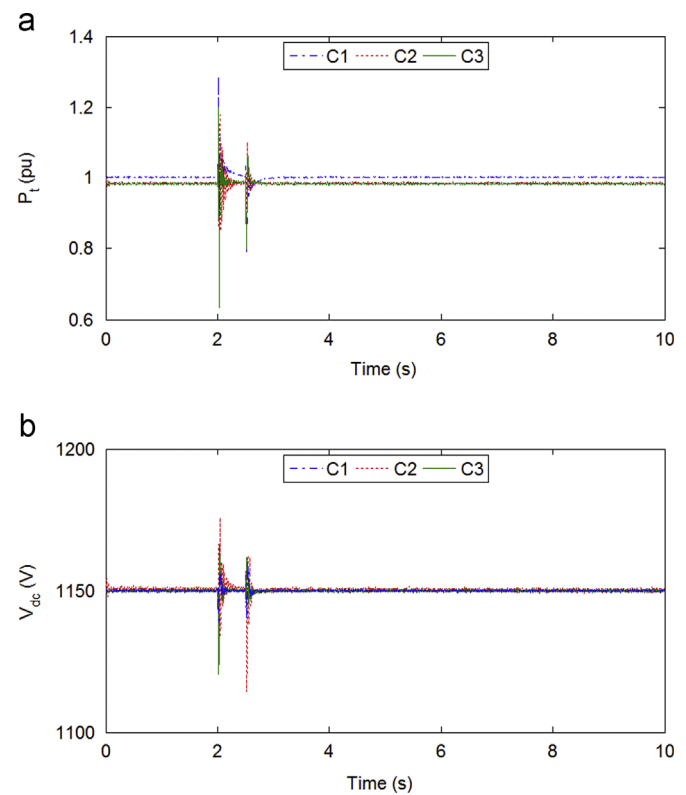 a
1.4
C1 C2 C3
1.2
1
0.8
0.6
P_t (pu)
0 2 4 6 8 10
Time (s)
b
1200
C1 C2 C3
1150
1100
V_dc (V)
0 2 4 6 8 10
Time (s)